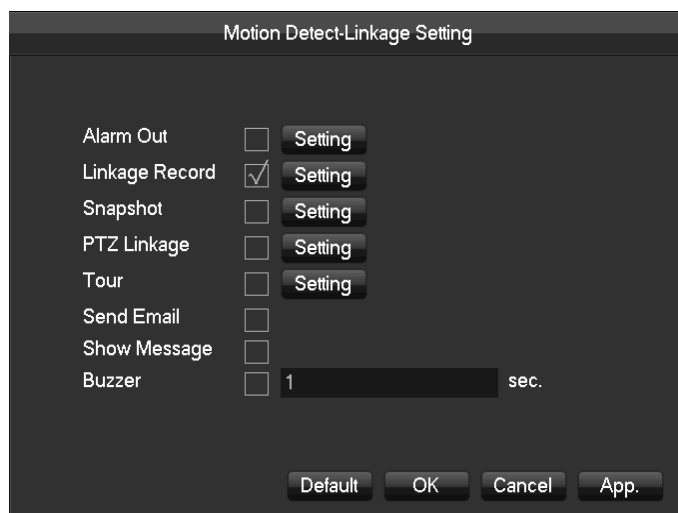 Motion Detect-Linkage Setting
Alarm Out Setting
Linkage Record Setting
Snapshot Setting
PTZ Linkage Setting
Tour Setting
Send Email
Show Message
Buzzer 1 sec.
Default OK Cancel App.